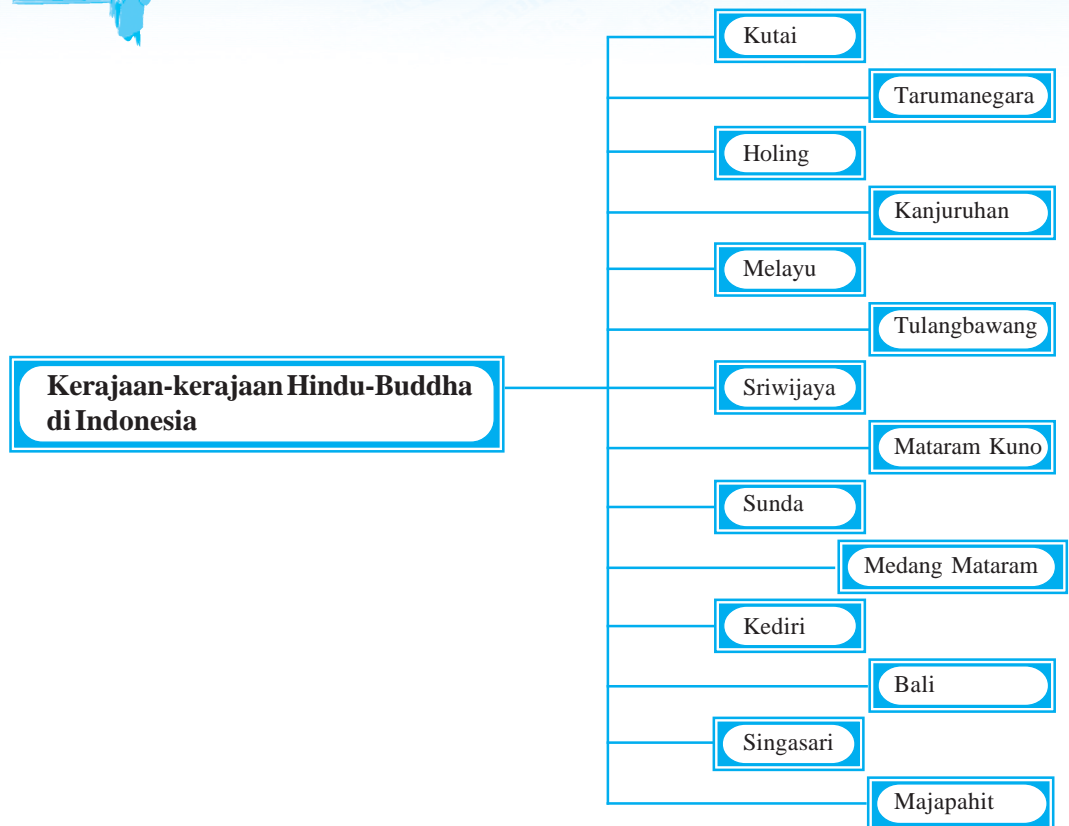 Kutai
Tarumanegara
Holing
Kanjuruhan
Melayu
Tulangbawang
Kerajaan-kerajaan Hindu-Buddha
di Indonesia
Sriwijaya
Mataram Kuno
Sunda
Medang Mataram
Kediri
Bali
Singasari
Majapahit